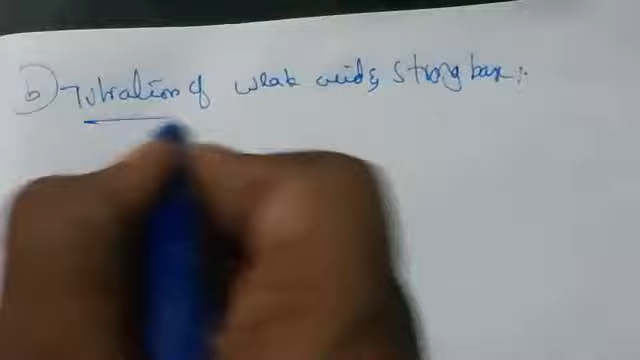 b) Titration of weak acid & strong base :-